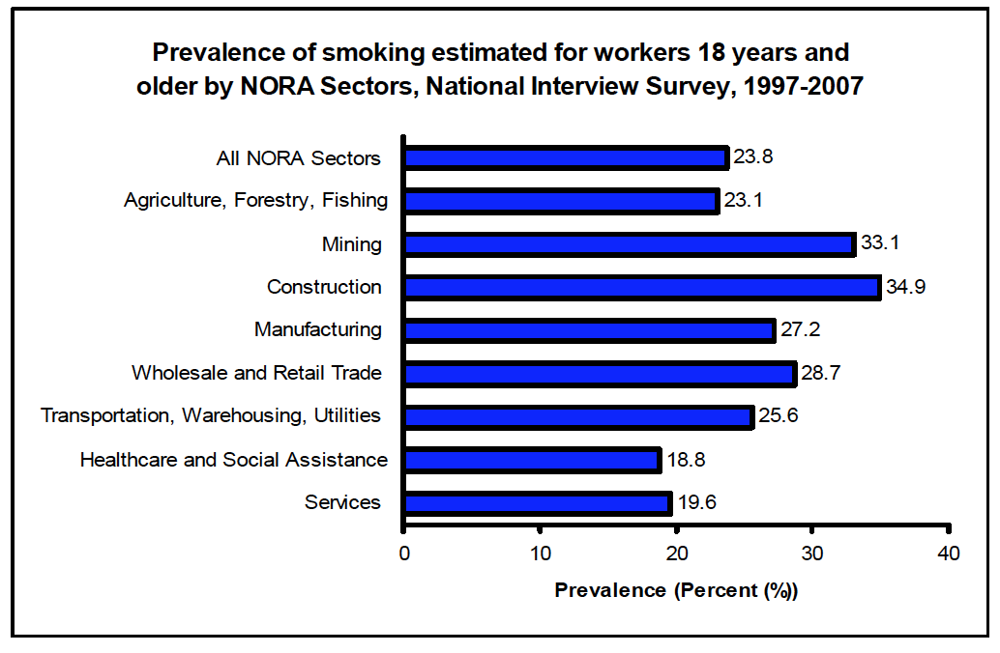 Prevalence of smoking estimated for workers 18 years and
older by NORA Sectors, National Interview Survey, 1997-2007
All NORA Sectors 23.8
Agriculture, Forestry, Fishing 23.1
Mining 33.1
Construction 34.9
Manufacturing 27.2
Wholesale and Retail Trade 28.7
Transportation, Warehousing, Utilities 25.6
Healthcare and Social Assistance 18.8
Services 19.6
0 10 20 30 40
Prevalence (Percent (%))